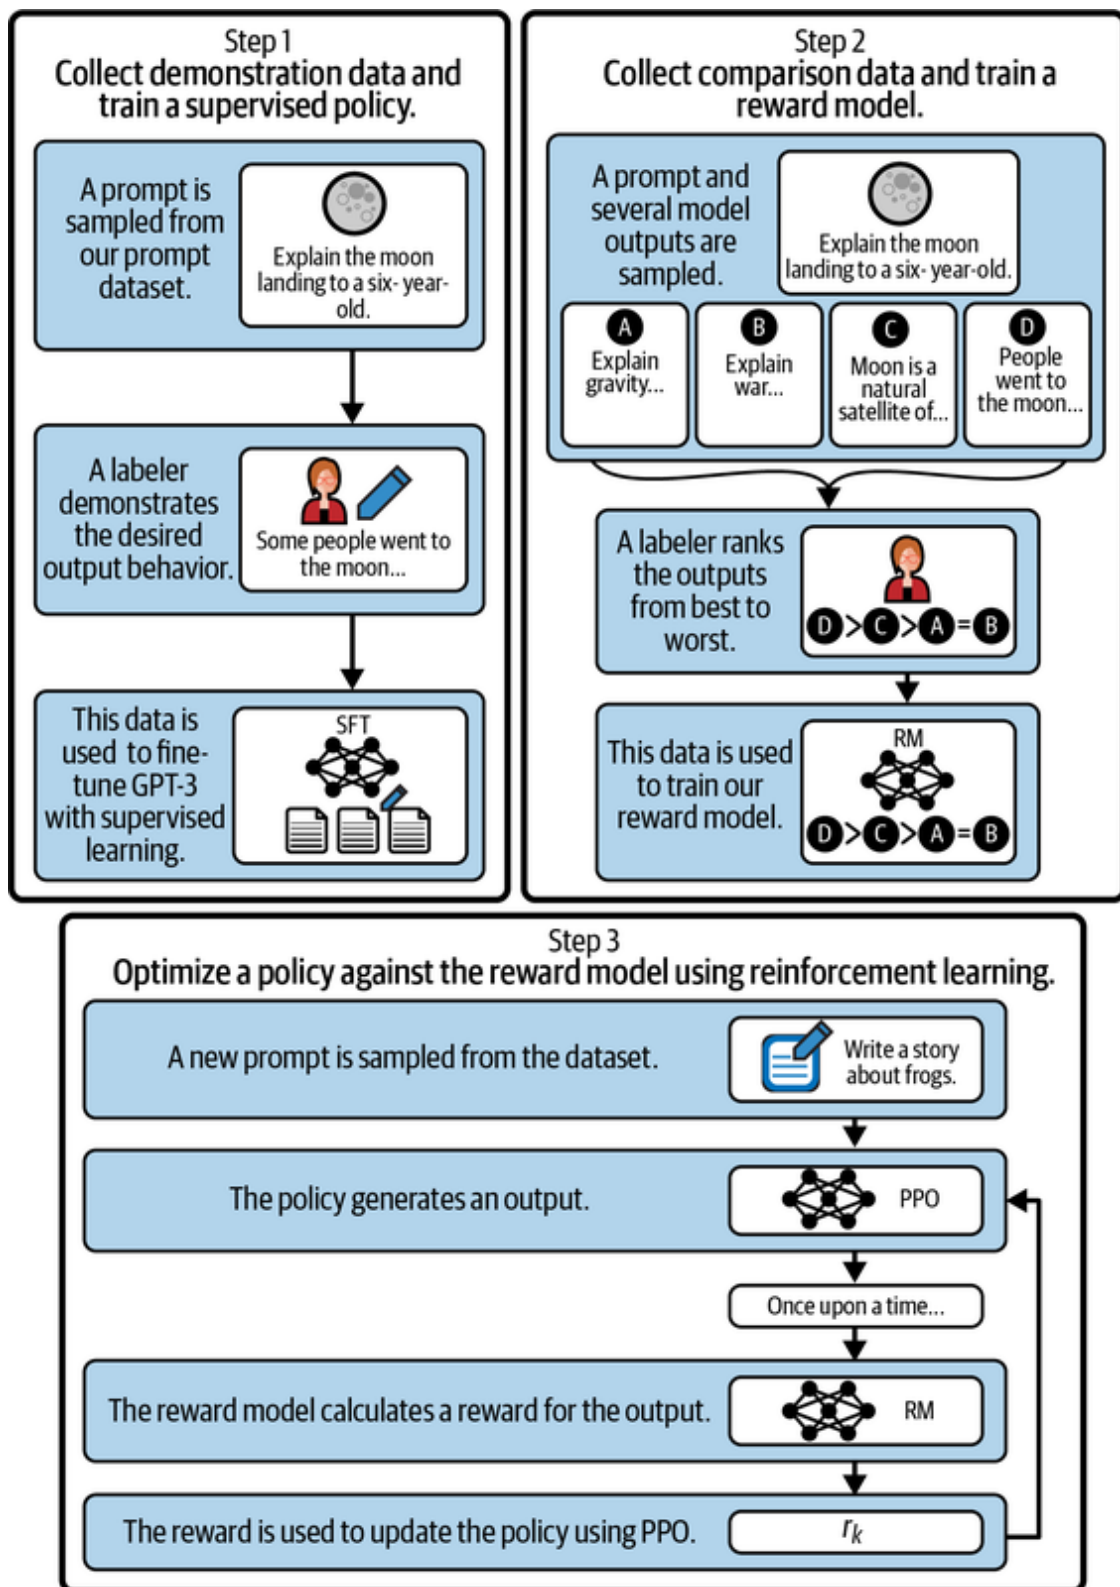 Step 1
Collect demonstration data and
train a supervised policy.
A prompt is
sampled from
our prompt
dataset.
Explain the moon
landing to a six- year-
old.
A labeler
demonstrates
the desired
output behavior.
Some people went to
the moon...
This data is
used to fine-
tune GPT-3
with supervised
learning.
SFT
Step 2
Collect comparison data and train a
reward model.
A prompt and
several model
outputs are
sampled.
Explain the moon
landing to a six- year-old.
A
Explain
gravity...
B
Explain
war...
C
Moon is a
natural
satellite of...
D
People
went to
the moon...
A labeler ranks
the outputs
from best to
worst.
D > C > A = B
This data is used
to train our
reward model.
RM
D > C > A = B
Step 3
Optimize a policy against the reward model using reinforcement learning.
A new prompt is sampled from the dataset.
Write a story
about frogs.
The policy generates an output.
PPO
Once upon a time...
The reward model calculates a reward for the output.
RM
The reward is used to update the policy using PPO.
rₖ